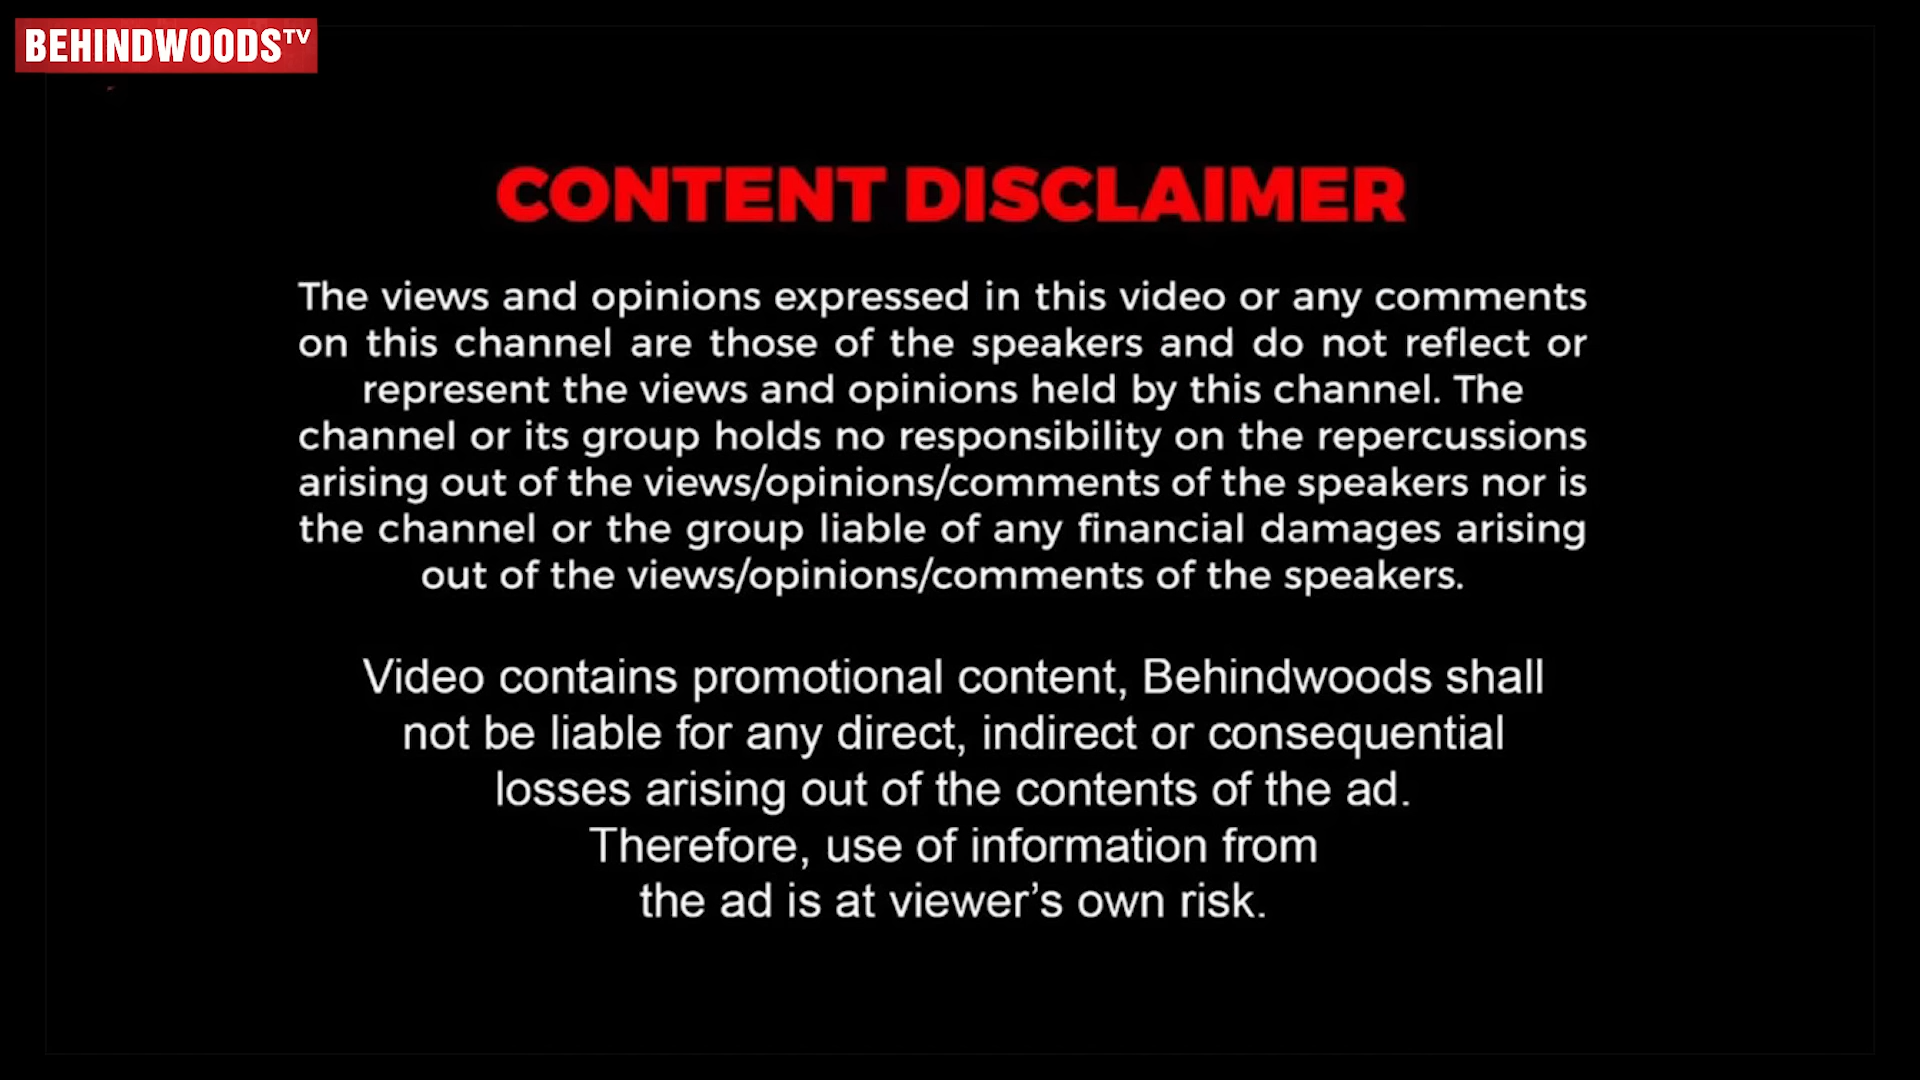 BEHINDWOODSTV
CONTENT DISCLAIMER
The views and opinions expressed in this video or any comments
on this channel are those of the speakers and do not reflect or
represent the views and opinions held by this channel. The
channel or its group holds no responsibility on the repercussions
arising out of the views/opinions/comments of the speakers nor is
the channel or the group liable of any financial damages arising
out of the views/opinions/comments of the speakers.
Video contains promotional content, Behindwoods shall
not be liable for any direct, indirect or consequential
losses arising out of the contents of the ad.
Therefore, use of information from
the ad is at viewer’s own risk.